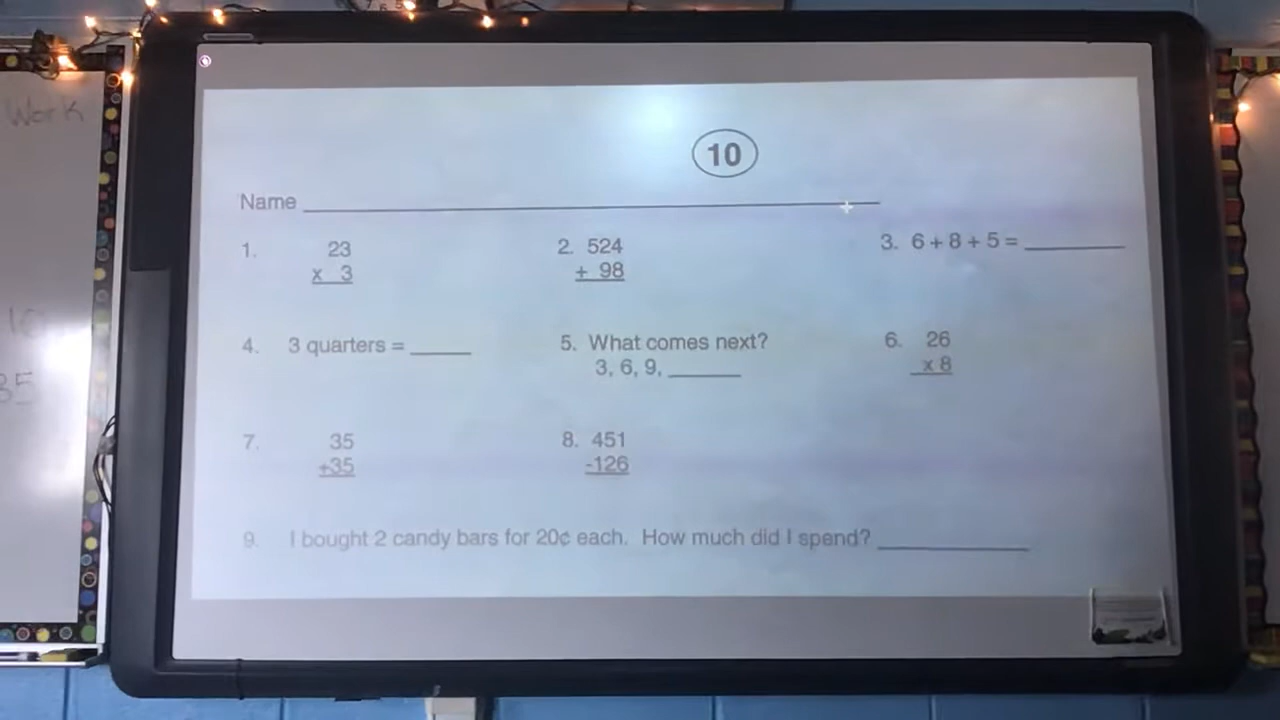 Work
10
Name
1. 23
x 3
2. 524
+ 98
3. 6 + 8 + 5 =
4. 3 quarters =
5. What comes next?
3, 6, 9,
6. 26
x 8
7. 35
+35
8. 451
-126
9. I bought 2 candy bars for 20¢ each. How much did I spend?
35